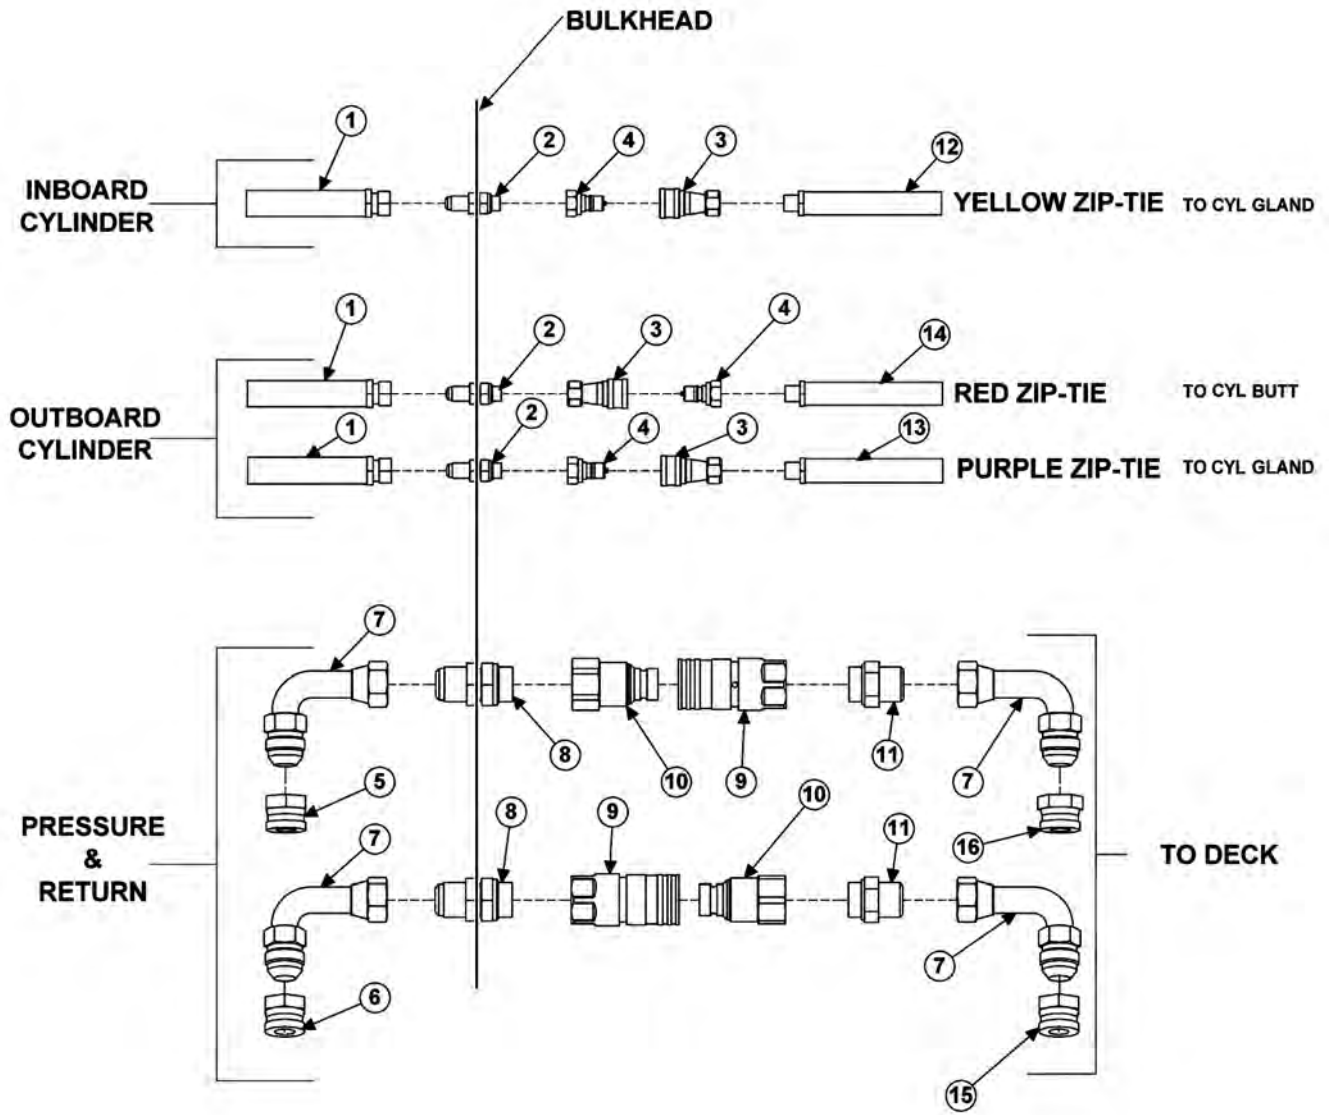 BULKHEAD
1
2
4
3
12
INBOARD
CYLINDER
YELLOW ZIP-TIE TO CYL GLAND
1
2
3
4
14
RED ZIP-TIE TO CYL BUTT
OUTBOARD
CYLINDER
1
2
4
3
13
PURPLE ZIP-TIE TO CYL GLAND
7
8
10
9
11
7
5
16
PRESSURE
&
RETURN
TO DECK
7
8
9
10
11
7
6
15